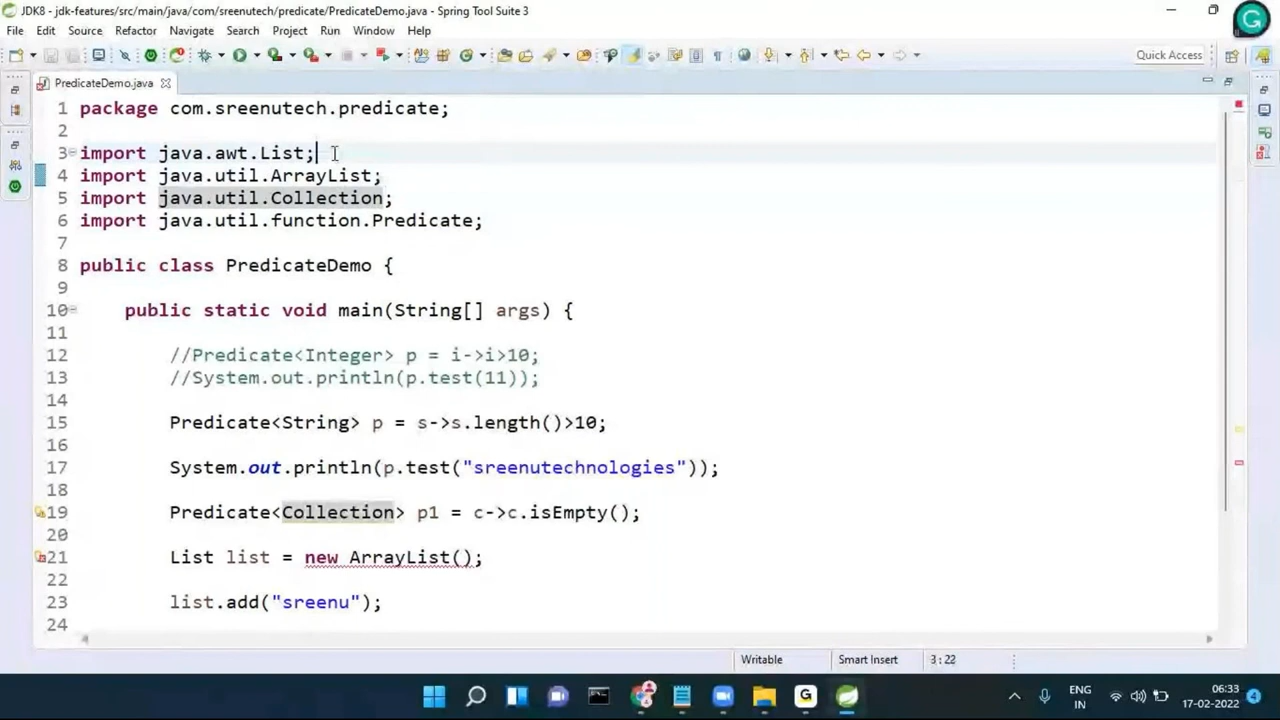 JDK8 - jdk-features/src/main/java/com/sreenutech/predicate/PredicateDemo.java - Spring Tool Suite 3
File Edit Source Refactor Navigate Search Project Run Window Help
Quick Access
PredicateDemo.java
1 package com.sreenutech.predicate;
2
3 import java.awt.List;
4 import java.util.ArrayList;
5 import java.util.Collection;
6 import java.util.function.Predicate;
7
8 public class PredicateDemo {
9
10 public static void main(String[] args) {
11
12 //Predicate<Integer> p = i->i>10;
13 //System.out.println(p.test(11));
14
15 Predicate<String> p = s->s.length()>10;
16
17 System.out.println(p.test("sreenutechnologies"));
18
19 Predicate<Collection> p1 = c->c.isEmpty();
20
21 List list = new ArrayList();
22
23 list.add("sreenu");
24
Writable Smart Insert 3 : 22
ENG 06:33
IN 17-02-2022 4